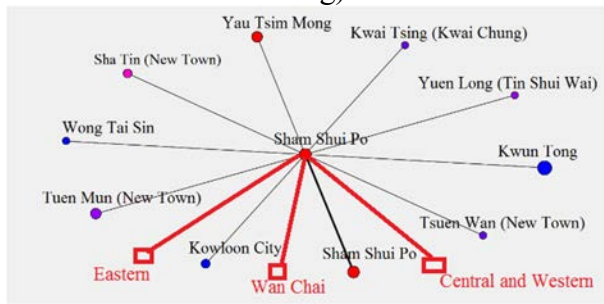 Yau Tsim Mong
Kwai Tsing (Kwai Chung)
Sha Tin (New Town)
Yuen Long (Tin Shui Wai)
Wong Tai Sin
Sham Shui Po
Kwun Tong
Tuen Mun (New Town)
Tsuen Wan (New Town)
Kowloon City
Sham Shui Po
Eastern
Wan Chai
Central and Western